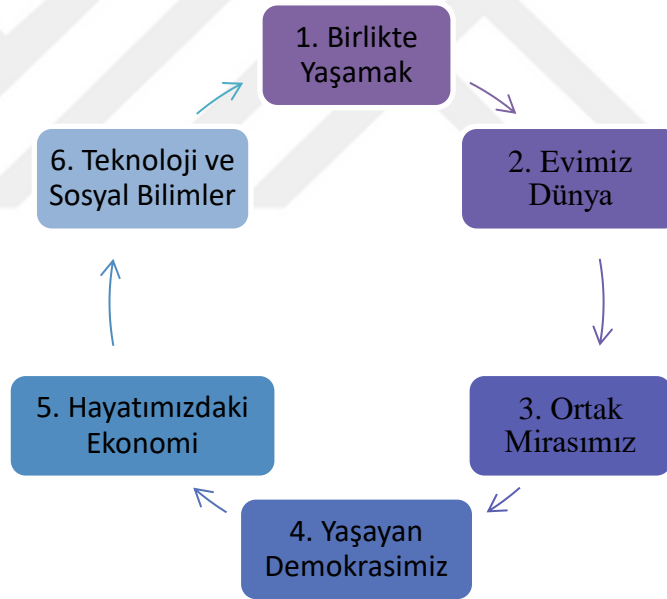 1. Birlikte
Yaşamak
2. Evimiz
Dünya
3. Ortak
Mirasımız
4. Yaşayan
Demokrasimiz
5. Hayatımızdaki
Ekonomi
6. Teknoloji ve
Sosyal Bilimler